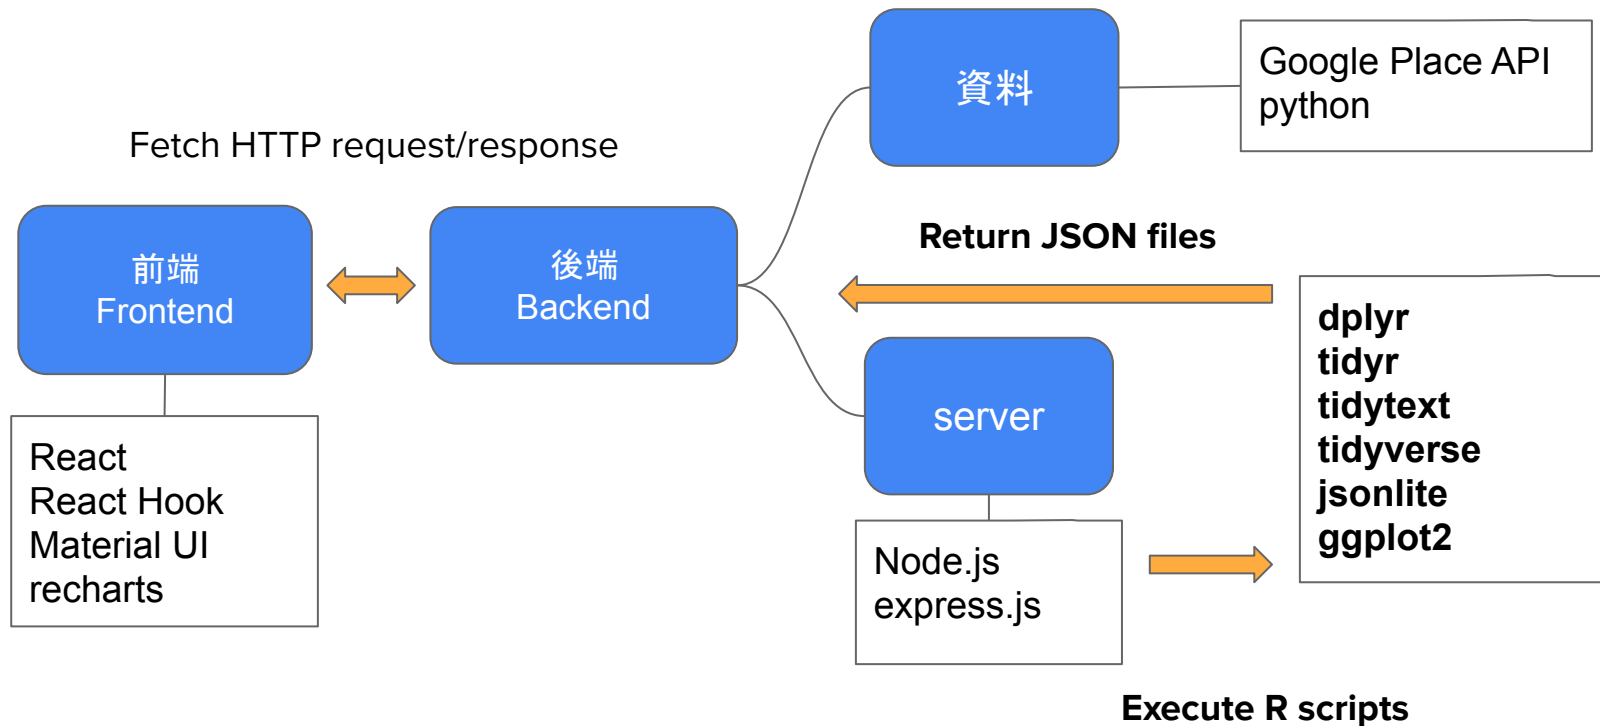 Fetch HTTP request/response
前端
Frontend
React
React Hook
Material UI
recharts
後端
Backend
資料
Google Place API
python
Return JSON files
server
Node.js
express.js
dplyr
tidyr
tidytext
tidyverse
jsonlite
ggplot2
Execute R scripts